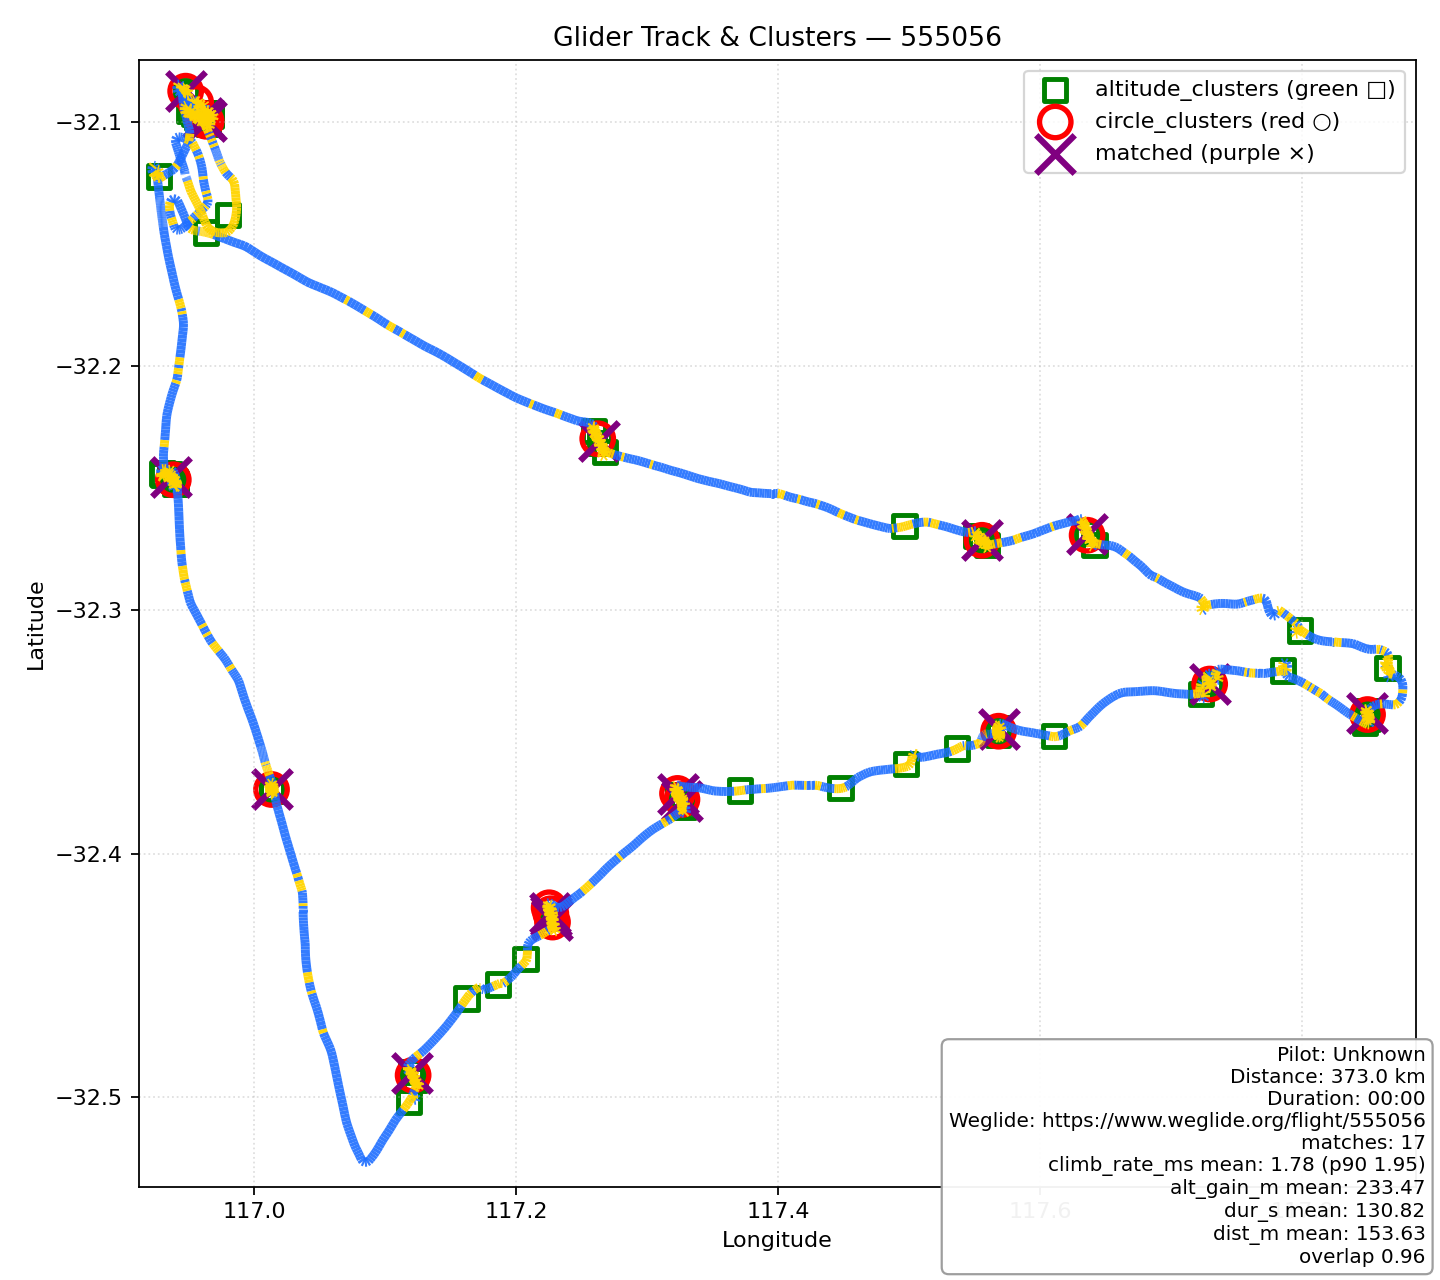 Glider Track & Clusters — 555056
altitude_clusters (green □)
circle_clusters (red ○)
matched (purple ×)
−32.1
−32.2
−32.3
−32.4
−32.5
Latitude
117.0
117.2
117.4
117.6
Longitude
Pilot: Unknown
Distance: 373.0 km
Duration: 00:00
Weglide: https://www.weglide.org/flight/555056
matches: 17
climb_rate_ms mean: 1.78 (p90 1.95)
alt_gain_m mean: 233.47
dur_s mean: 130.82
dist_m mean: 153.63
overlap 0.96